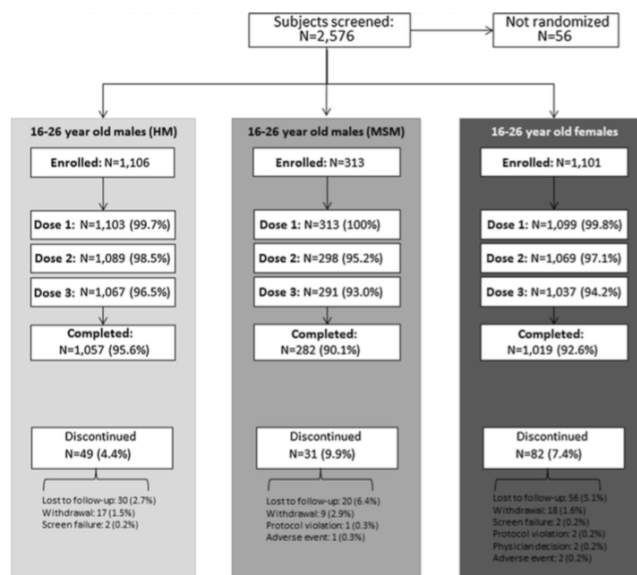 Subjects screened:
N=2,576
Not randomized
N=56
16-26 year old males (HM)
Enrolled: N=1,106
Dose 1: N=1,103 (99.7%)
Dose 2: N=1,089 (98.5%)
Dose 3: N=1,067 (96.5%)
Completed:
N=1,057 (95.6%)
Discontinued
N=49 (4.4%)
Lost to follow-up: 30 (2.7%)
Withdrawal: 17 (1.5%)
Screen failure: 2 (0.2%)
16-26 year old males (MSM)
Enrolled: N=313
Dose 1: N=313 (100%)
Dose 2: N=298 (95.2%)
Dose 3: N=291 (93.0%)
Completed:
N=282 (90.1%)
Discontinued
N=31 (9.9%)
Lost to follow-up: 20 (6.4%)
Withdrawal: 9 (2.9%)
Protocol violation: 1 (0.3%)
Adverse event: 1 (0.3%)
16-26 year old females
Enrolled: N=1,101
Dose 1: N=1,099 (99.8%)
Dose 2: N=1,069 (97.1%)
Dose 3: N=1,037 (94.2%)
Completed:
N=1,019 (92.6%)
Discontinued
N=82 (7.4%)
Lost to follow-up: 56 (5.1%)
Withdrawal: 18 (1.6%)
Screen failure: 2 (0.2%)
Protocol violation: 2 (0.2%)
Physician decision: 2 (0.2%)
Adverse event: 2 (0.2%)